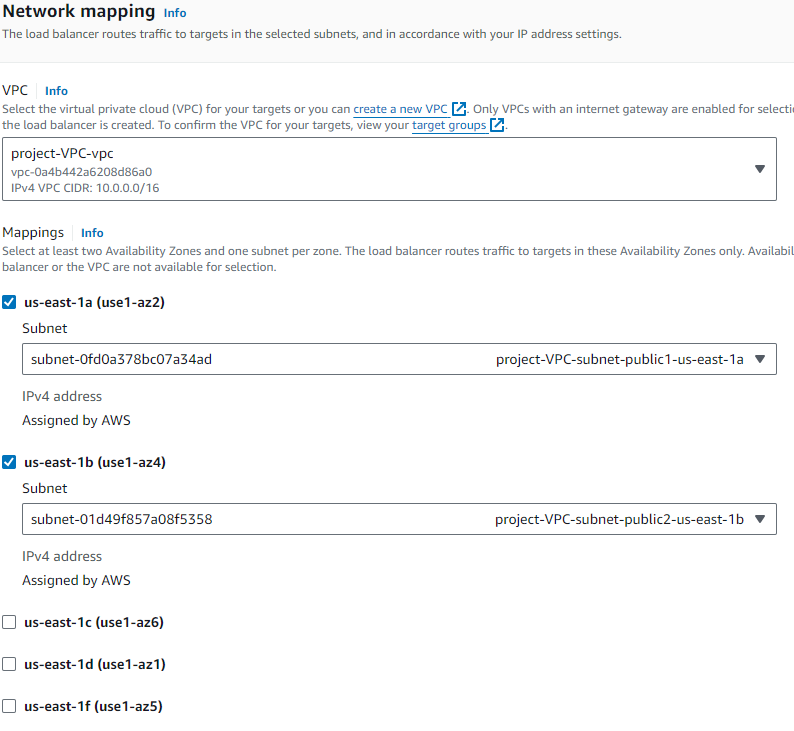 Network mapping Info
The load balancer routes traffic to targets in the selected subnets, and in accordance with your IP address settings.
VPC Info
Select the virtual private cloud (VPC) for your targets or you can create a new VPC . Only VPCs with an internet gateway are enabled for
the load balancer is created. To confirm the VPC for your targets, view your target groups .
project-VPC-vpc
vpc-0a4b442a6208d86a0
IPv4 VPC CIDR: 10.0.0.0/16
Mappings Info
Select at least two Availability Zones and one subnet per zone. The load balancer routes traffic to targets in these Availability Zones only.
balancer or the VPC are not available for selection.
us-east-1a (use1-az2)
Subnet
subnet-0fd0a378bc07a34ad project-VPC-subnet-public1-us-east-1a
IPv4 address
Assigned by AWS
us-east-1b (use1-az4)
Subnet
subnet-01d49f857a08f5358 project-VPC-subnet-public2-us-east-1b
IPv4 address
Assigned by AWS
us-east-1c (use1-az6)
us-east-1d (use1-az1)
us-east-1f (use1-az5)